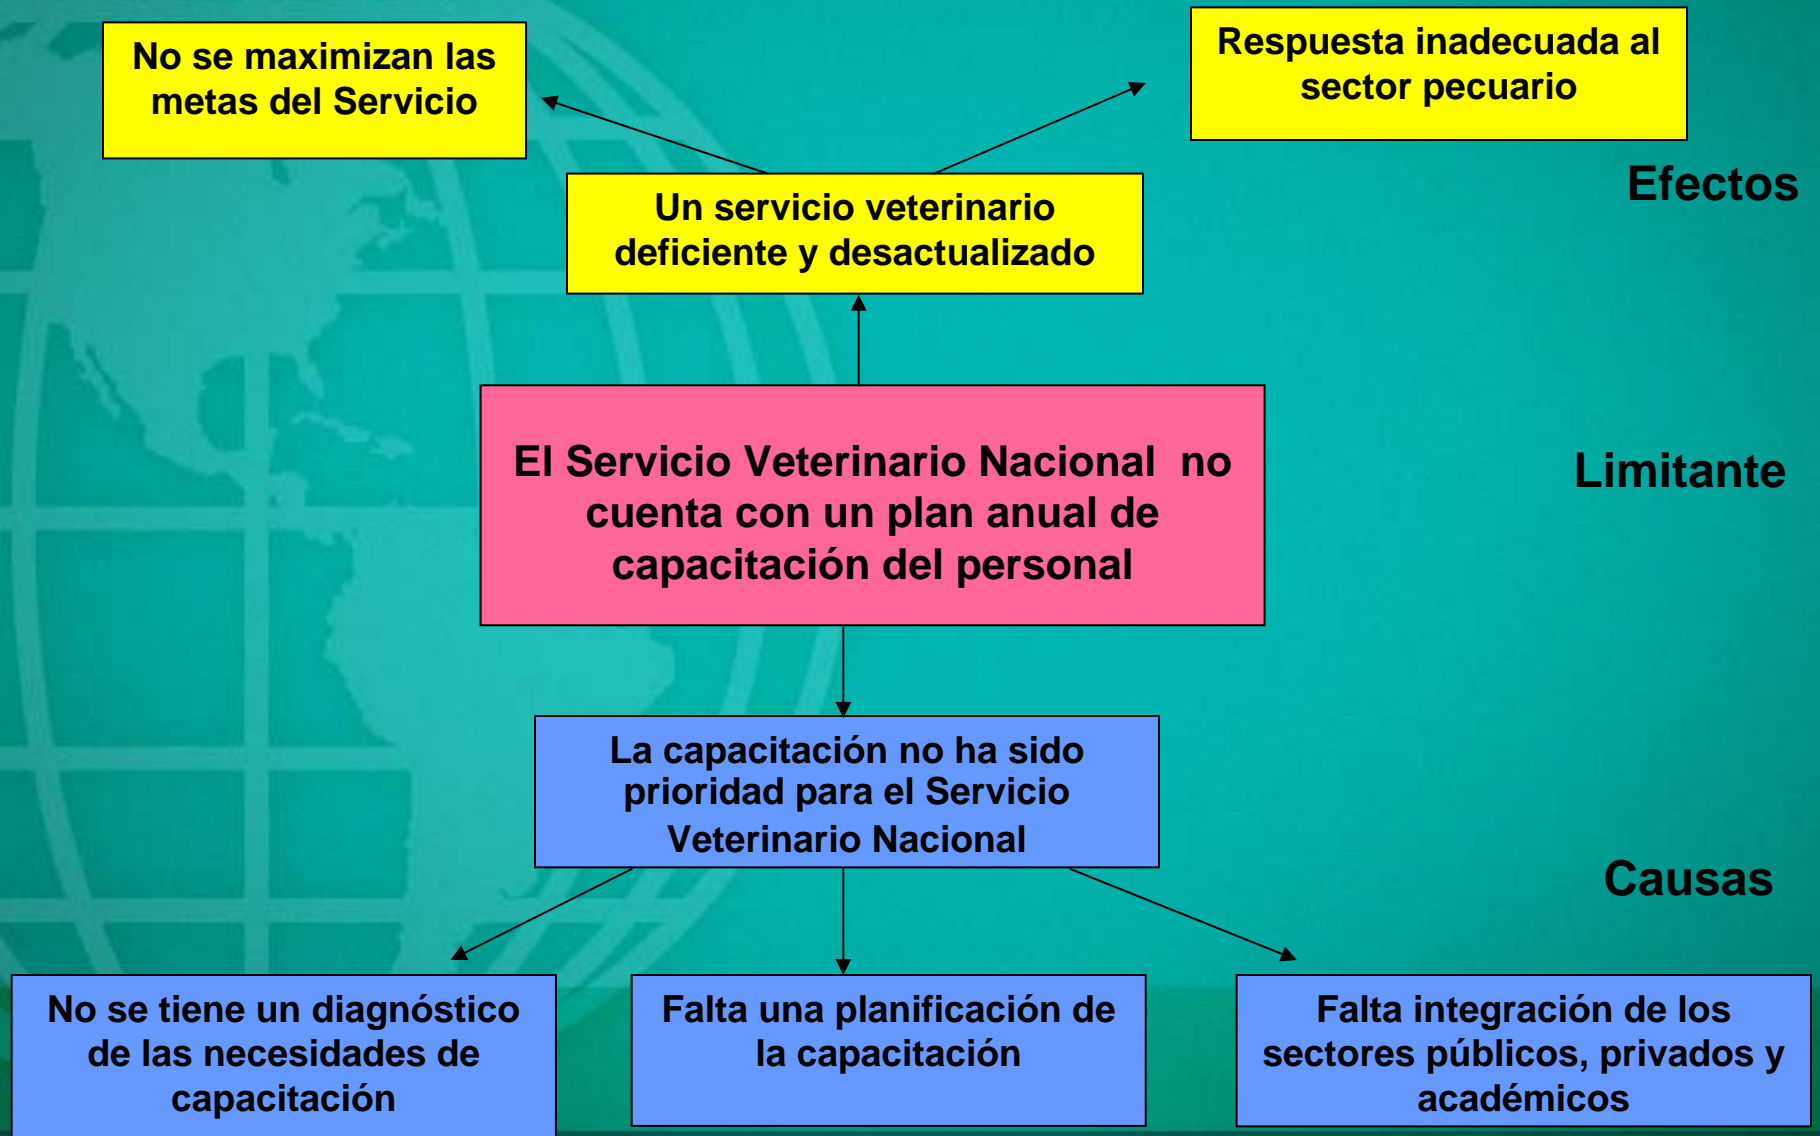 No se maximizan las
metas del Servicio
Respuesta inadecuada al
sector pecuario
Efectos
Un servicio veterinario
deficiente y desactualizado
El Servicio Veterinario Nacional  no
cuenta con un plan anual de
capacitación del personal
Limitante
La capacitación no ha sido
prioridad para el Servicio
Veterinario Nacional
Causas
No se tiene un diagnóstico
de las necesidades de
capacitación
Falta una planificación de
la capacitación
Falta integración de los
sectores públicos, privados y
académicos